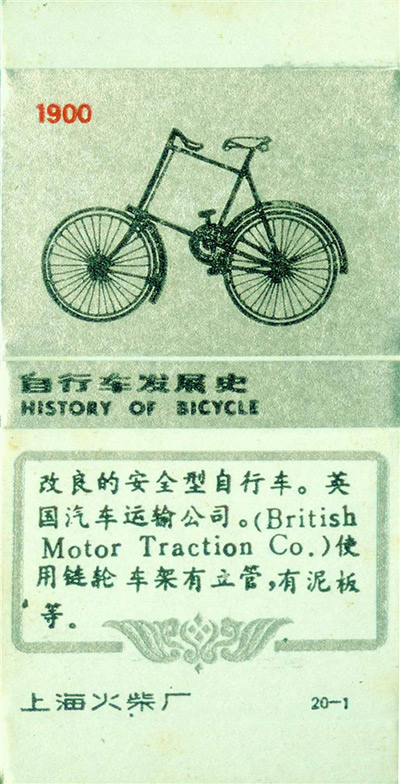 1900
自行车发展史
HISTORY OF BICYCLE
改良的安全型自行车。英
国汽车运输公司。(British
Motor Traction Co.)使
用链轮车架有立管,有泥板
等。
上海火柴厂
20-1